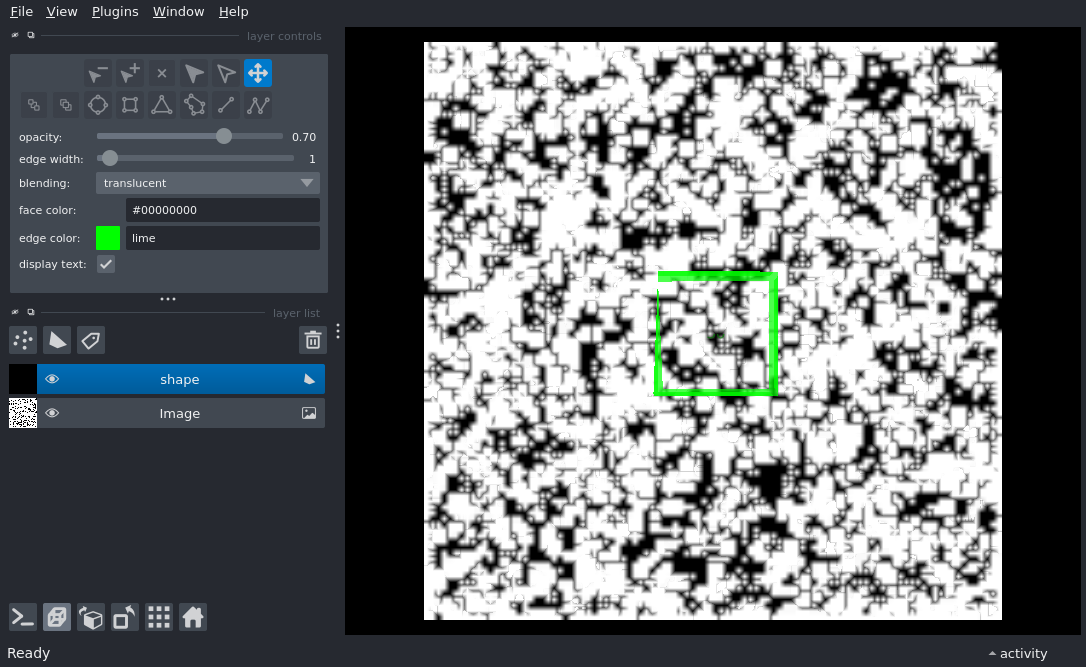 File View Plugins Window Help
layer controls
opacity: 0.70
edge width: 1
blending: translucent
face color: #00000000
edge color: lime
display text:
layer list
shape
Image
Ready activity